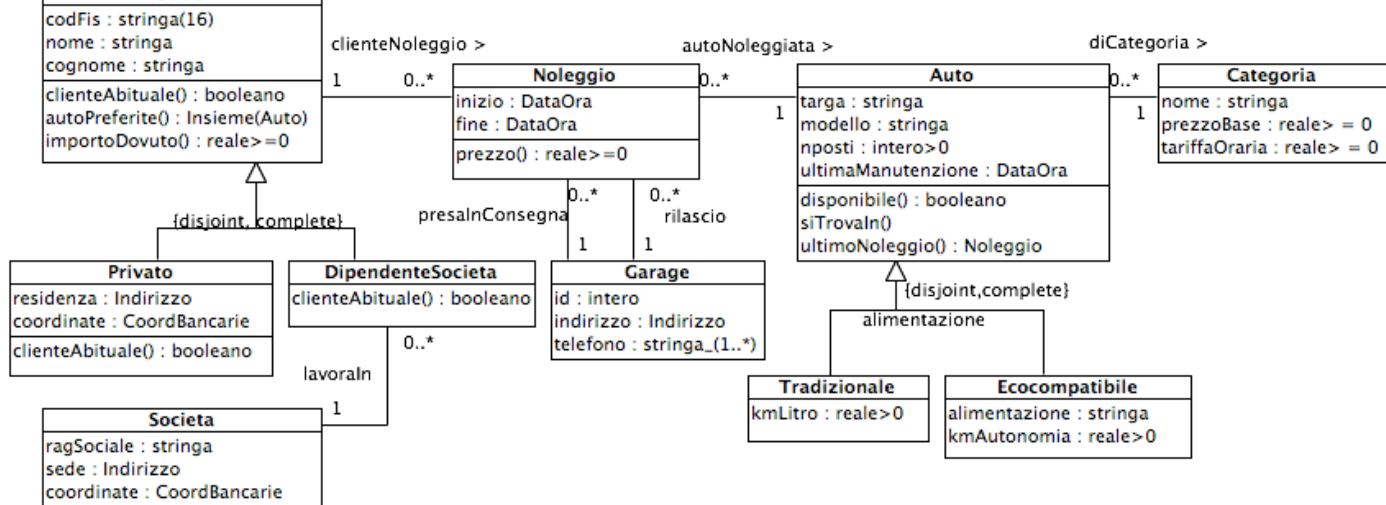 codFis : stringa(16)
nome : stringa
cognome : stringa
clienteAbituale() : booleano
autoPreferite() : Insieme(Auto)
importoDovuto() : reale>=0
clienteNoleggio >
1
0..*
Noleggio
inizio : DataOra
fine : DataOra
prezzo() : reale>=0
autoNoleggiata >
0..*
1
Auto
targa : stringa
modello : stringa
nposti : intero>0
ultimaManutenzione : DataOra
disponibile() : booleano
siTrovaIn()
ultimoNoleggio() : Noleggio
diCategoria >
0..*
1
Categoria
nome : stringa
prezzoBase : reale> = 0
tariffaOraria : reale> = 0
{disjoint, complete}
presaInConsegna
0..*
1
0..*
rilascio
1
{disjoint,complete}
alimentazione
Privato
residenza : Indirizzo
coordinate : CoordBancarie
clienteAbituale() : booleano
DipendenteSocieta
clienteAbituale() : booleano
Garage
id : intero
indirizzo : Indirizzo
telefono : stringa_(1..*)
0..*
lavoraIn
1
Tradizionale
kmLitro : reale>0
Ecocompatibile
alimentazione : stringa
kmAutonomia : reale>0
Societa
ragSociale : stringa
sede : Indirizzo
coordinate : CoordBancarie